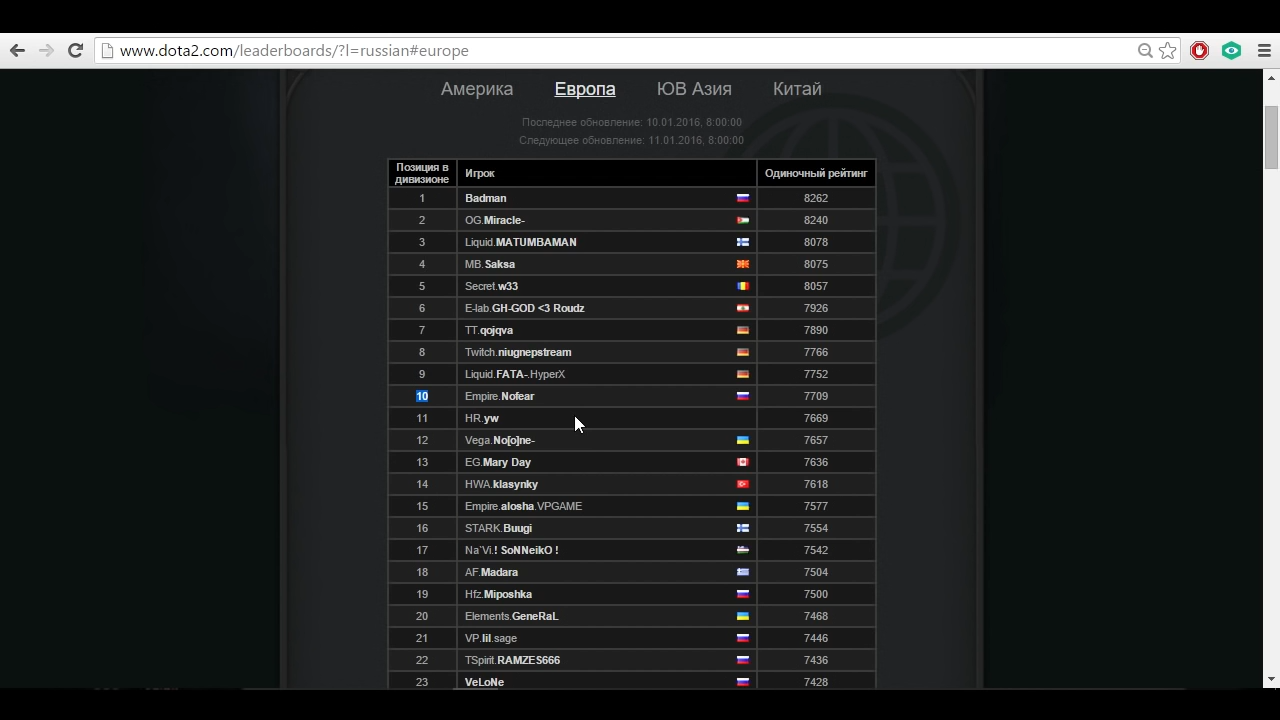 www.dota2.com/leaderboards/?l=russian#europe
Америка Европа ЮВ Азия Китай
Последнее обновление: 10.01.2016, 8:00:00
Следующее обновление: 11.01.2016, 8:00:00
Позиция в дивизионе Игрок Одиночный рейтинг
1 Badman 8262
2 OG.Miracle- 8240
3 Liquid.MATUMBAMAN 8078
4 MB.Saksa 8075
5 Secret.w33 8057
6 E-lab.GH-GOD <3 Roudz 7926
7 TT.qojqva 7890
8 Twitch.niugnepstream 7766
9 Liquid.FATA-.HyperX 7752
10 Empire.Nofear 7709
11 HR.yw 7669
12 Vega.No[o]ne- 7657
13 EG.Mary Day 7636
14 HWA.klasynky 7618
15 Empire.alosha.VPGAME 7577
16 STARK.Buugi 7554
17 Na`Vi.! SoNNeikO ! 7542
18 AF.Madara 7504
19 Hfz.Miposhka 7500
20 Elements.GeneRaL 7468
21 VP.lil.sage 7446
22 TSpirit.RAMZES666 7436
23 VeLoNe 7428